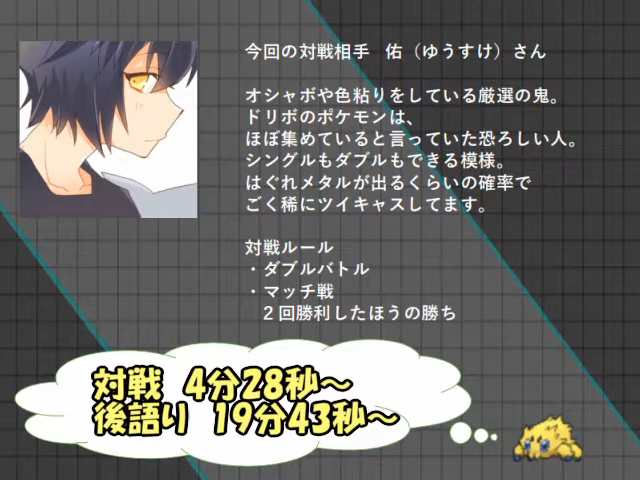 今回の対戦相手　佑（ゆうすけ）さん
オシャボや色粘りをしている厳選の鬼。
ドリボのポケモンは、
ほぼ集めていると言っていた恐ろしい人。
シングルもダブルもできる模様。
はぐれメタルが出るくらいの確率で
ごく稀にツイキャスしてます。
対戦ルール
・ダブルバトル
・マッチ戦
２回勝利したほうの勝ち
対戦　4分28秒～
後語り　19分43秒～